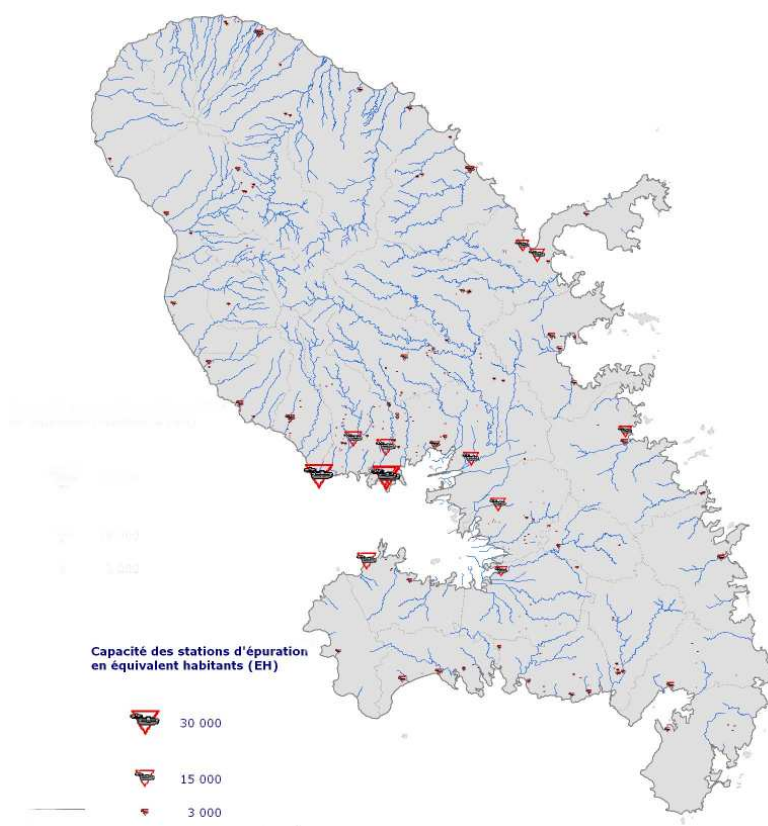 Capacité des stations d'épuration
en équivalent habitants (EH)
30 000
15 000
3 000